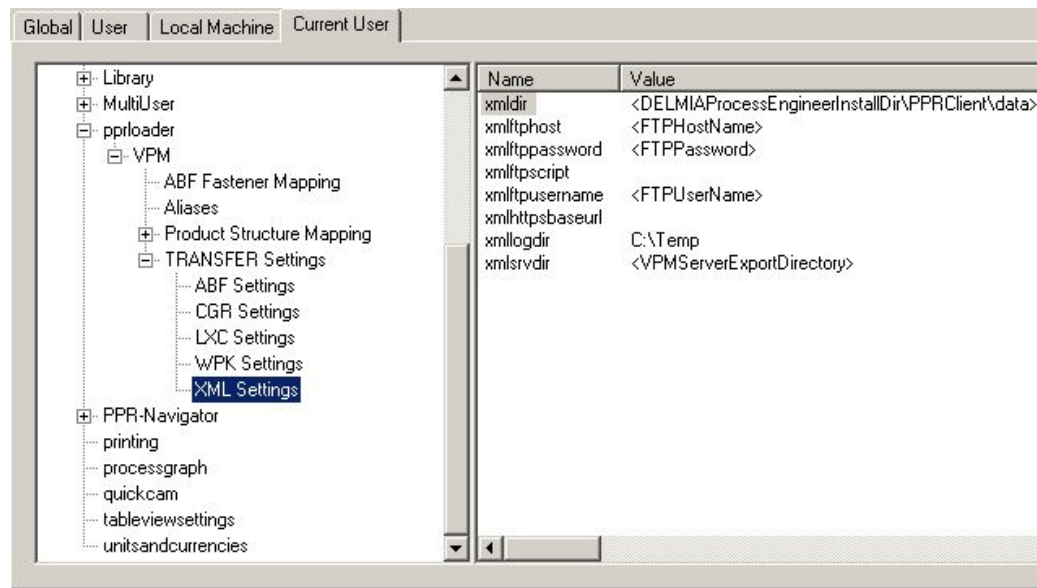 Global User Local Machine Current User
Library
MultiUser
pprloader
VPM
ABF Fastener Mapping
Aliases
Product Structure Mapping
TRANSFER Settings
ABF Settings
CGR Settings
LXC Settings
WPK Settings
XML Settings
PPR-Navigator
printing
processgraph
quickcam
tableviewsettings
unitsandcurrencies
Name Value
xmldir <DELMIAProcessEngineerInstallDir\PPRClient\data>
xmlftphost <FTPHostName>
xmlftppassword <FTPPassword>
xmlftpscript
xmlftpusername <FTPUserName>
xmlhttpsbaseurl
xmllogdir C:\Temp
xmlsrvdir <VPMServerExportDirectory>